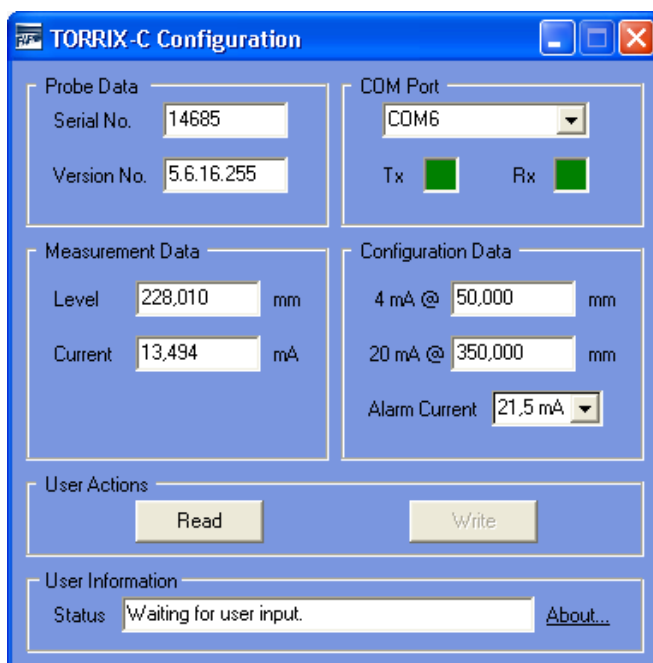 TORRIX-C Configuration
Probe Data
Serial No. 14685
Version No. 5.6.16.255
COM Port
COM6
Tx Rx
Measurement Data
Level 228,010 mm
Current 13,494 mA
Configuration Data
4 mA @ 50,000 mm
20 mA @ 350,000 mm
Alarm Current 21,5 mA
User Actions
Read Write
User Information
Status Waiting for user input. About...